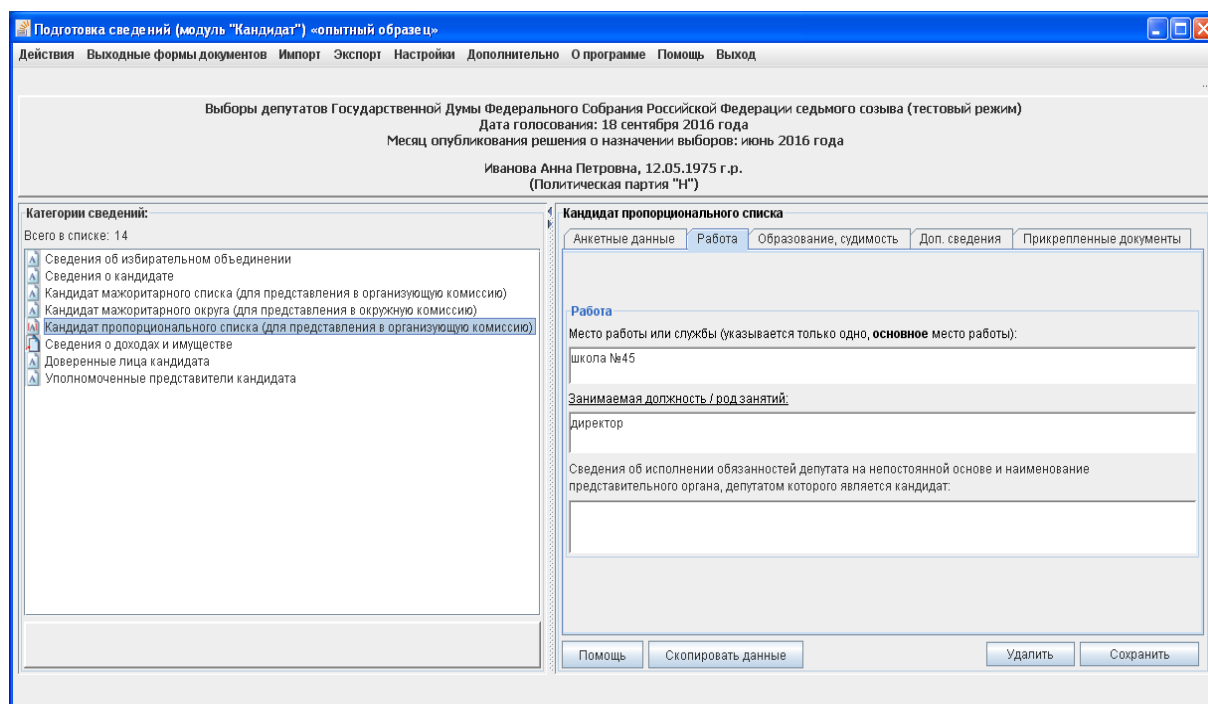 Подготовка сведений (модуль "Кандидат") «опытный образец»
Действия Выходные формы документов Импорт Экспорт Настройки Дополнительно О программе Помощь Выход
Выборы депутатов Государственной Думы Федерального Собрания Российской Федерации седьмого созыва (тестовый режим)
Дата голосования: 18 сентября 2016 года
Месяц опубликования решения о назначении выборов: июнь 2016 года
Иванова Анна Петровна, 12.05.1975 г.р.
(Политическая партия "Н")
Категории сведений:
Всего в списке: 14
Сведения об избирательном объединении
Сведения о кандидате
Кандидат мажоритарного списка (для представления в организующую комиссию)
Кандидат мажоритарного округа (для представления в окружную комиссию)
Кандидат пропорционального списка (для представления в организующую комиссию)
Сведения о доходах и имуществе
Доверенные лица кандидата
Уполномоченные представители кандидата
Кандидат пропорционального списка
Анкетные данные Работа Образование, судимость Доп. сведения Прикрепленные документы
Работа
Место работы или службы (указывается только одно, основное место работы):
школа №45
Занимаемая должность / род занятий:
директор
Сведения об исполнении обязанностей депутата на непостоянной основе и наименование
представительного органа, депутатом которого является кандидат:
Помощь Скопировать данные Удалить Сохранить